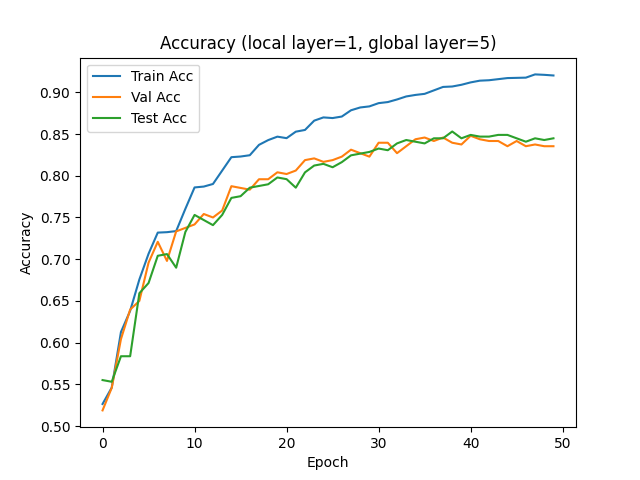 Accuracy (local layer=1, global layer=5)
Train Acc
Val Acc
Test Acc
0.90
0.85
0.80
0.75
0.70
0.65
0.60
0.55
0.50
Accuracy
0 10 20 30 40 50
Epoch